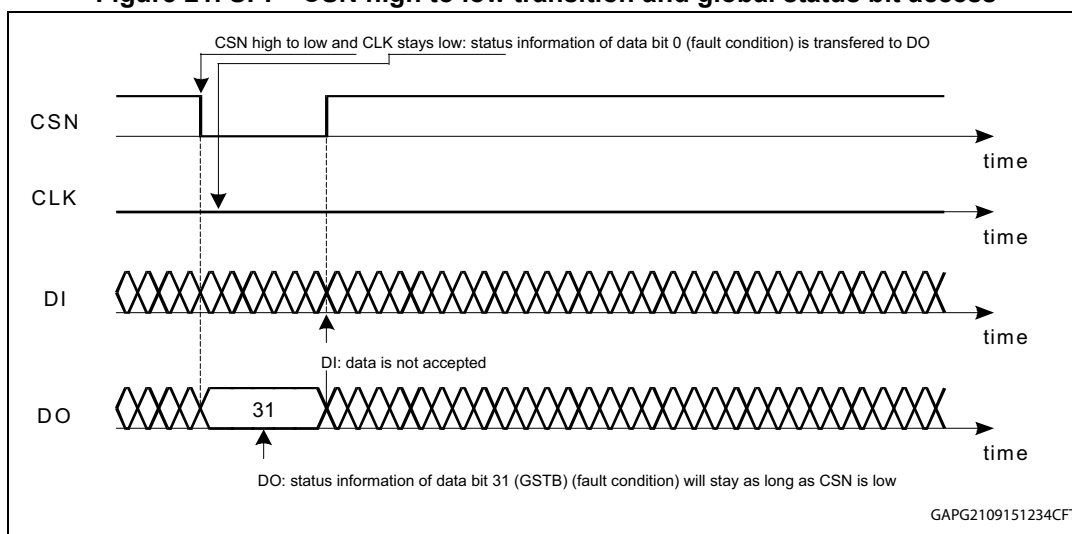 CSN high to low and CLK stays low: status information of data bit 0 (fault condition) is transfered to DO
CSN
time
CLK
time
DI
time
DI: data is not accepted
DO
31
time
DO: status information of data bit 31 (GSTB) (fault condition) will stay as long as CSN is low
GAPG2109151234CFT